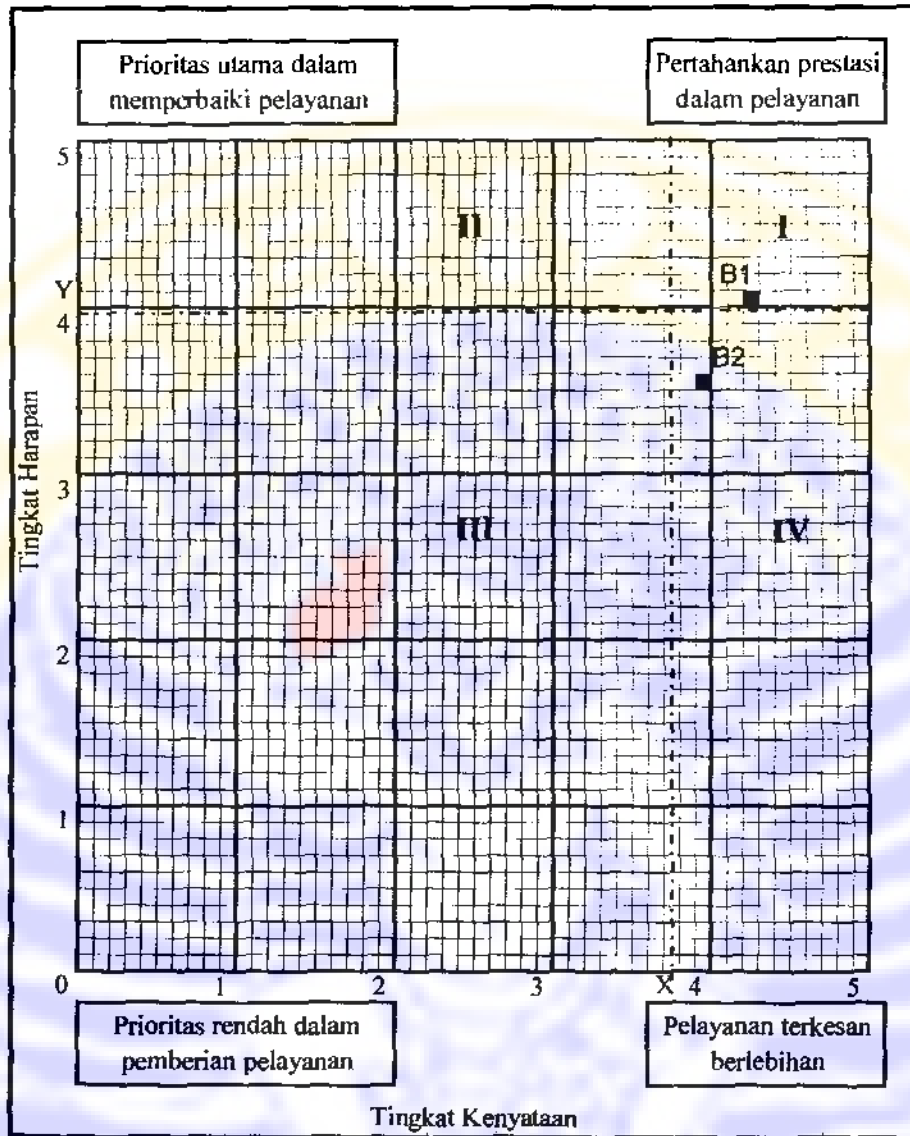 Prioritas utama dalam
memperbaiki pelayanan
Pertahankan prestasi
dalam pelayanan
5
II
I
B1
Y
4
B2
3
Tingkat Harapan
III
IV
2
1
0
1
2
3
X
4
5
Prioritas rendah dalam
pemberian pelayanan
Pelayanan terkesan
berlebihan
Tingkat Kenyataan